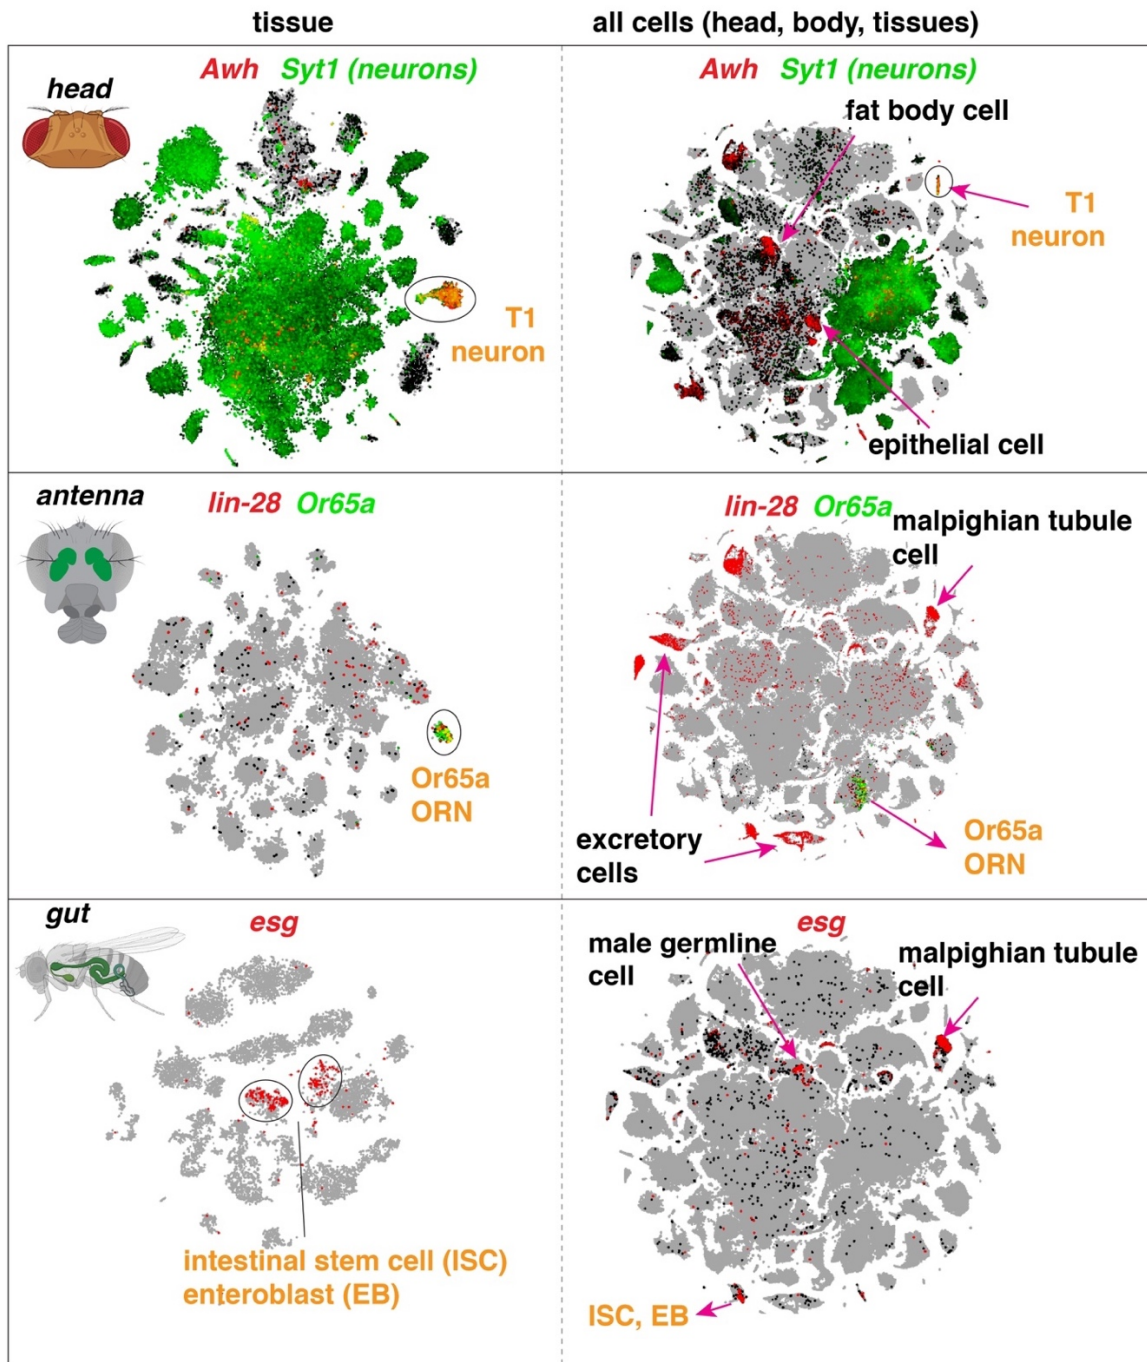 tissue
all cells (head, body, tissues)
head
Awh Syt1 (neurons)
T1
neuron
Awh Syt1 (neurons)
fat body cell
T1
neuron
epithelial cell
antenna
lin-28 Or65a
Or65a
ORN
lin-28 Or65a
malpighian tubule
cell
excretory
cells
Or65a
ORN
gut
esg
intestinal stem cell (ISC)
enteroblast (EB)
esg
male germline
cell
malpighian tubule
cell
ISC, EB